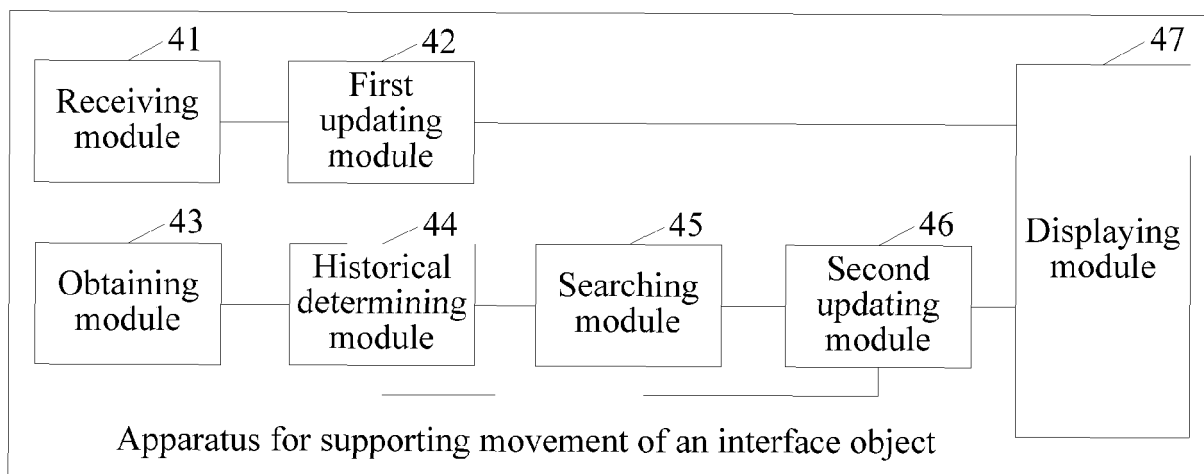 41
Receiving
module
42
First
updating
module
47
Displaying
module
43
Obtaining
module
44
Historical
determining
module
45
Searching
module
46
Second
updating
module
Apparatus for supporting movement of an interface object